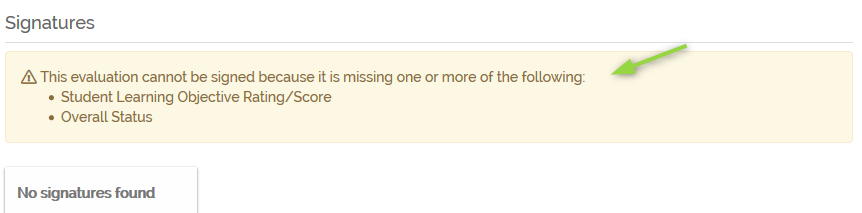 Signatures
This evaluation cannot be signed because it is missing one or more of the following:
• Student Learning Objective Rating/Score
• Overall Status
No signatures found